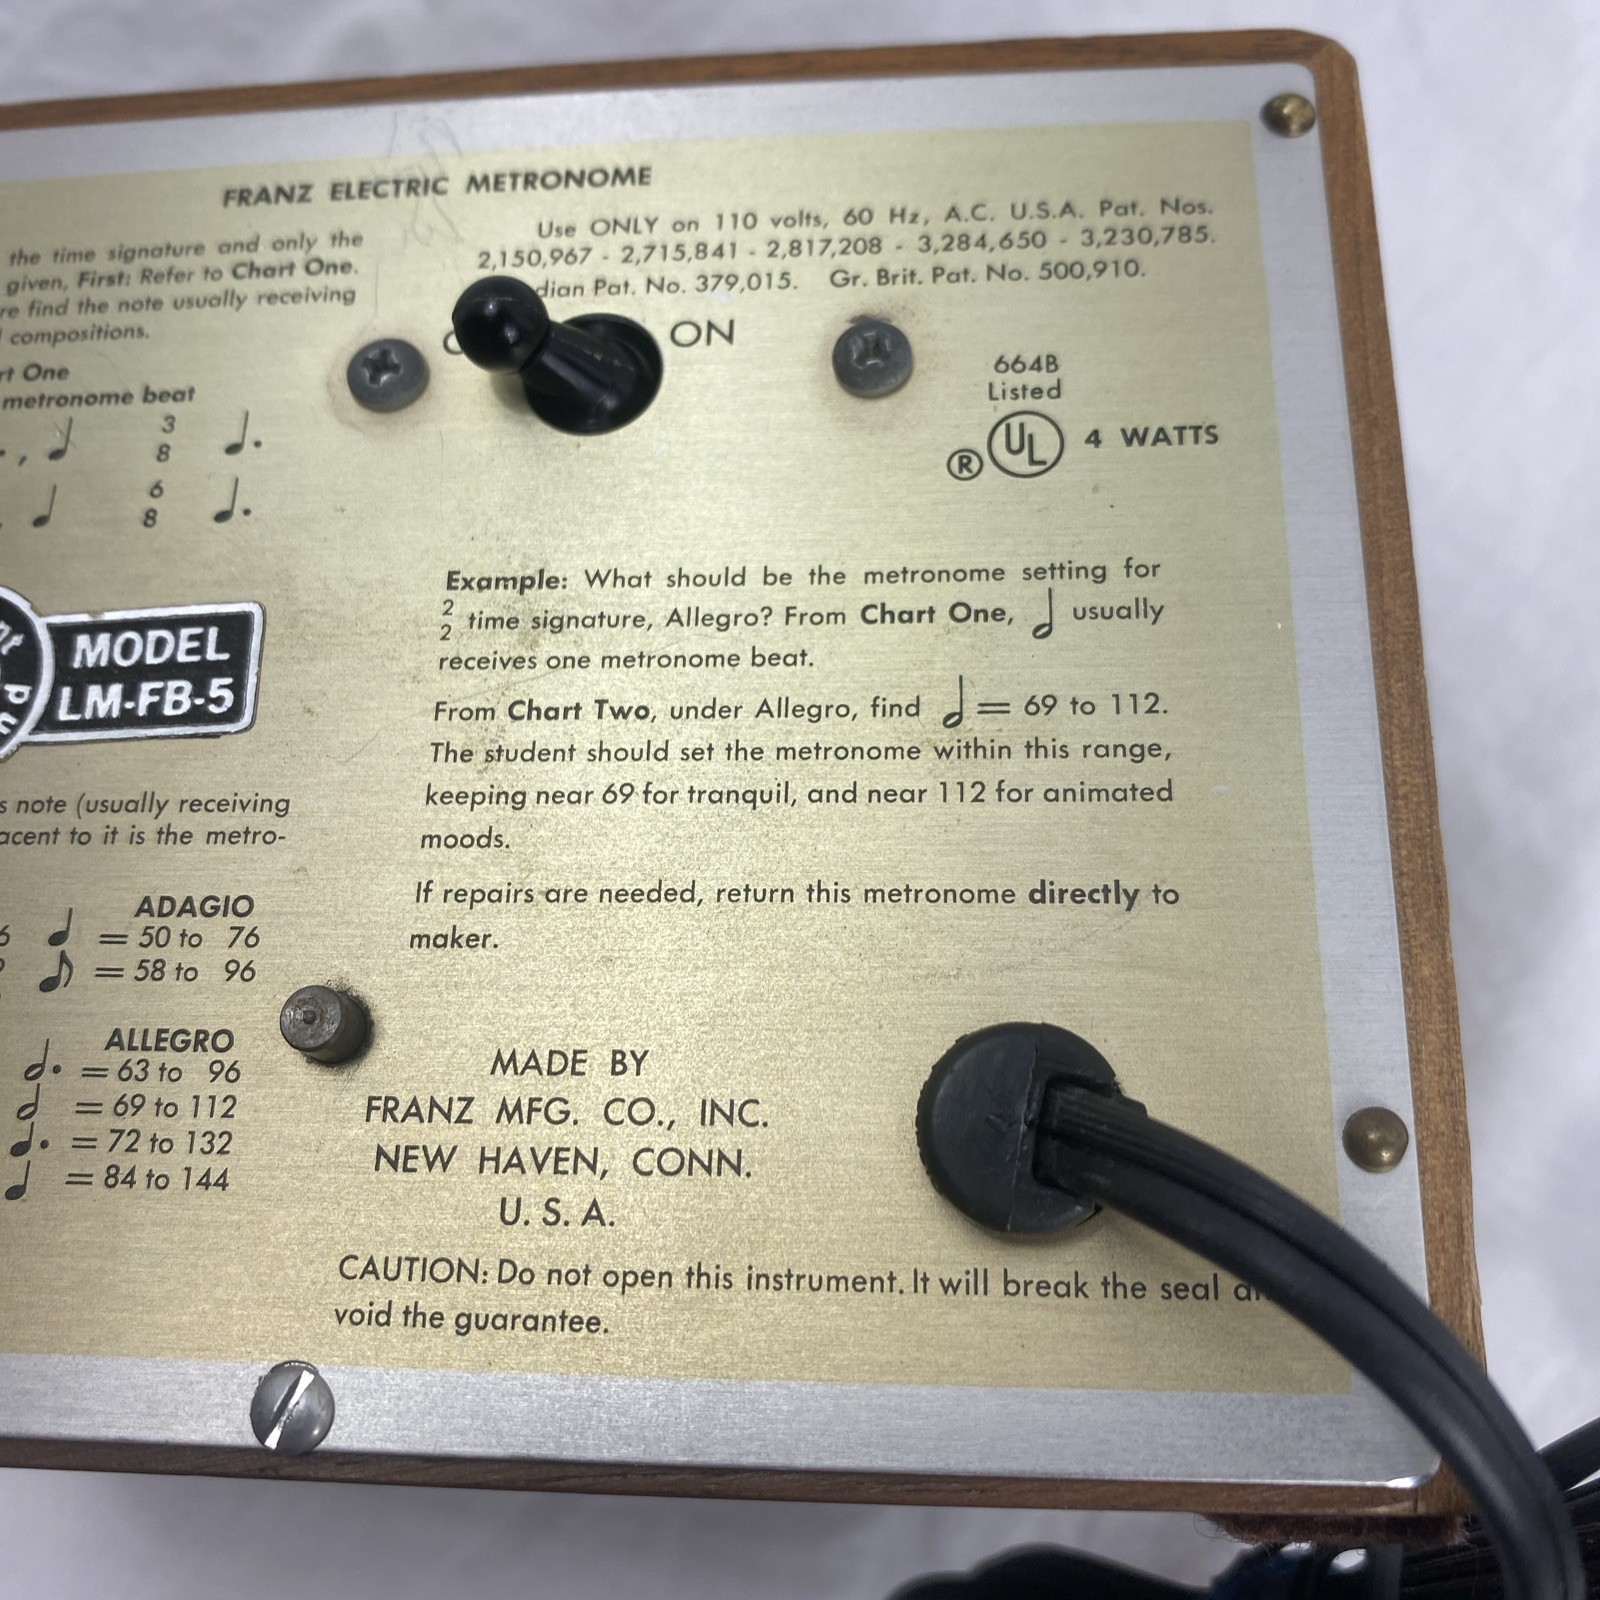 FRANZ ELECTRIC METRONOME
the time signature and only the
given, First: Refer to Chart One.
find the note usually receiving
compositions.
Use ONLY on 110 volts, 60 Hz, A.C. U.S.A. Pat. Nos.
2,150,967 - 2,715,841 - 2,817,208 - 3,284,650 - 3,230,785.
Pat. No. 379,015. Gr. Brit. Pat. No. 500,910.
ON
One
metronome beat
3
8
6
8
664B
Listed
® UL 4 WATTS
MODEL
LM-FB-5
Example: What should be the metronome setting for
2/2 time signature, Allegro? From Chart One, 𝅗𝅥 usually
receives one metronome beat.
From Chart Two, under Allegro, find 𝅗𝅥 = 69 to 112.
The student should set the metronome within this range,
keeping near 69 for tranquil, and near 112 for animated
moods.
If repairs are needed, return this metronome directly to
maker.
note (usually receiving
to it is the metro-
ADAGIO
♩ = 50 to 76
♪ = 58 to 96
ALLEGRO
𝅗𝅥. = 63 to 96
𝅗𝅥 = 69 to 112
♩. = 72 to 132
♩ = 84 to 144
MADE BY
FRANZ MFG. CO., INC.
NEW HAVEN, CONN.
U. S. A.
CAUTION: Do not open this instrument. It will break the seal
void the guarantee.